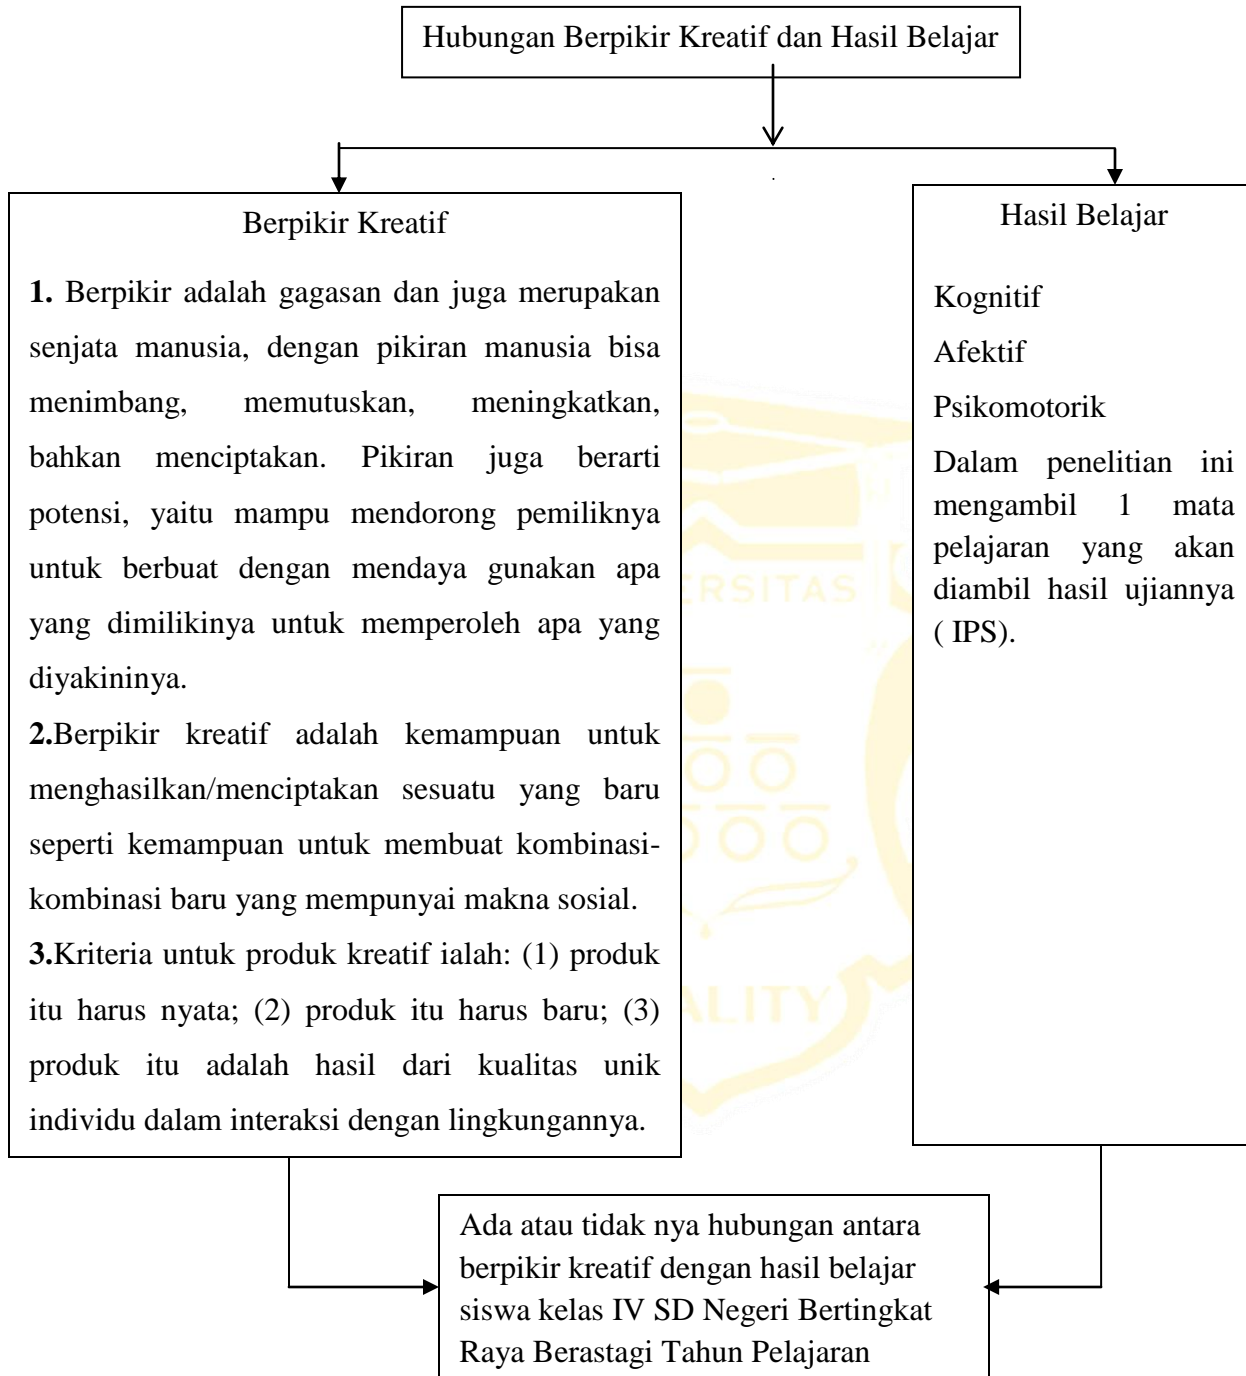 Hubungan Berpikir Kreatif dan Hasil Belajar
Berpikir Kreatif
1. Berpikir adalah gagasan dan juga merupakan
senjata manusia, dengan pikiran manusia bisa
menimbang, memutuskan, meningkatkan,
bahkan menciptakan. Pikiran juga berarti
potensi, yaitu mampu mendorong pemiliknya
untuk berbuat dengan mendaya gunakan apa
yang dimilikinya untuk memperoleh apa yang
diyakininya.
2.Berpikir kreatif adalah kemampuan untuk
menghasilkan/menciptakan sesuatu yang baru
seperti kemampuan untuk membuat kombinasi-
kombinasi baru yang mempunyai makna sosial.
3.Kriteria untuk produk kreatif ialah: (1) produk
itu harus nyata; (2) produk itu harus baru; (3)
produk itu adalah hasil dari kualitas unik
individu dalam interaksi dengan lingkungannya.
Hasil Belajar
Kognitif
Afektif
Psikomotorik
Dalam penelitian ini
mengambil 1 mata
pelajaran yang akan
diambil hasil ujiannya
( IPS).
ERSITAS
ALITY
Ada atau tidak nya hubungan antara
berpikir kreatif dengan hasil belajar
siswa kelas IV SD Negeri Bertingkat
Raya Berastagi Tahun Pelajaran